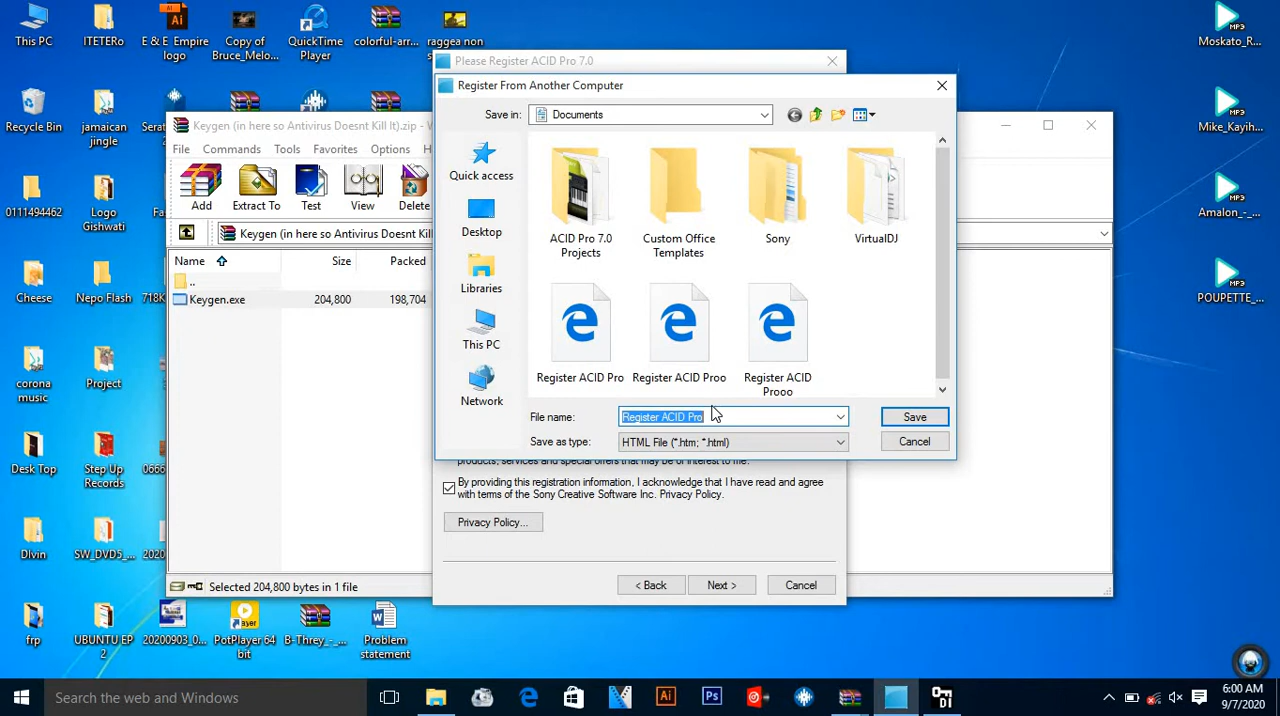 This PC
ITETERo
E & E Empire
logo
Copy of
Bruce_Melo...
QuickTime
Player
colorful-arr...
raggea non
Moskato_R...
Please Register ACID Pro 7.0
Register From Another Computer
Save in:
Documents
Recycle Bin
jamaican
jingle
Serat
Mike_Kayih...
Keygen (in here so Antivirus Doesnt Kill It).zip
File
Commands
Tools
Favorites
Options
Add
Extract To
Test
View
Delete
Keygen (in here so Antivirus Doesnt Kill
Name
Size
Packed
..
Keygen.exe
204,800
198,704
Quick access
Desktop
Libraries
This PC
Network
ACID Pro 7.0
Projects
Custom Office
Templates
Sony
VirtualDJ
Register ACID Pro
Register ACID Proo
Register ACID
Prooo
File name:
Register ACID Pro
Save
Save as type:
HTML File (*.htm; *.html)
Cancel
0111494462
Logo
Gishwati
Amalon_-_...
Cheese
Nepo Flash
718K
POUPETTE_...
corona
music
Project
Desk Top
Step Up
Records
0666
products, services and special offers that may be of interest to me.
By providing this registration information, I acknowledge that I have read and agree
with terms of the Sony Creative Software Inc. Privacy Policy.
Privacy Policy...
DIvin
SW_DVD5_...
< Back
Next >
Cancel
Selected 204,800 bytes in 1 file
frp
UBUNTU EP
2
20200903_0...
PotPlayer 64
bit
B-Threy_-_...
Problem
statement
Search the web and Windows
6:00 AM
9/7/2020